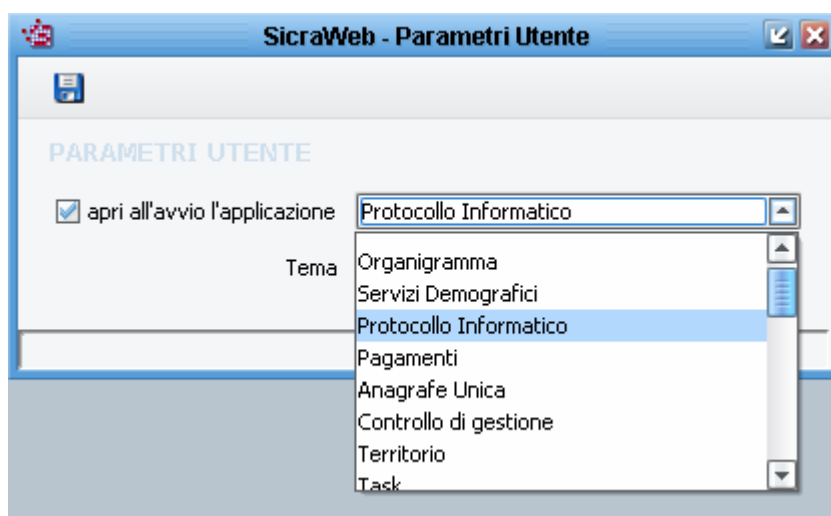 SicraWeb - Parametri Utente
PARAMETRI UTENTE
apri all'avvio l'applicazione Protocollo Informatico
Tema
Organigramma
Servizi Demografici
Protocollo Informatico
Pagamenti
Anagrafe Unica
Controllo di gestione
Territorio
Task